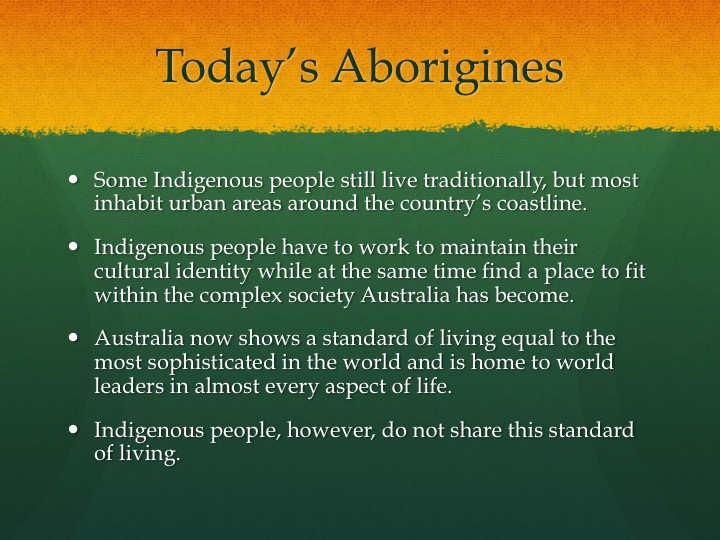 Today’s Aborigines
• Some Indigenous people still live traditionally, but most
inhabit urban areas around the country’s coastline.
• Indigenous people have to work to maintain their
cultural identity while at the same time find a place to fit
within the complex society Australia has become.
• Australia now shows a standard of living equal to the
most sophisticated in the world and is home to world
leaders in almost every aspect of life.
• Indigenous people, however, do not share this standard
of living.